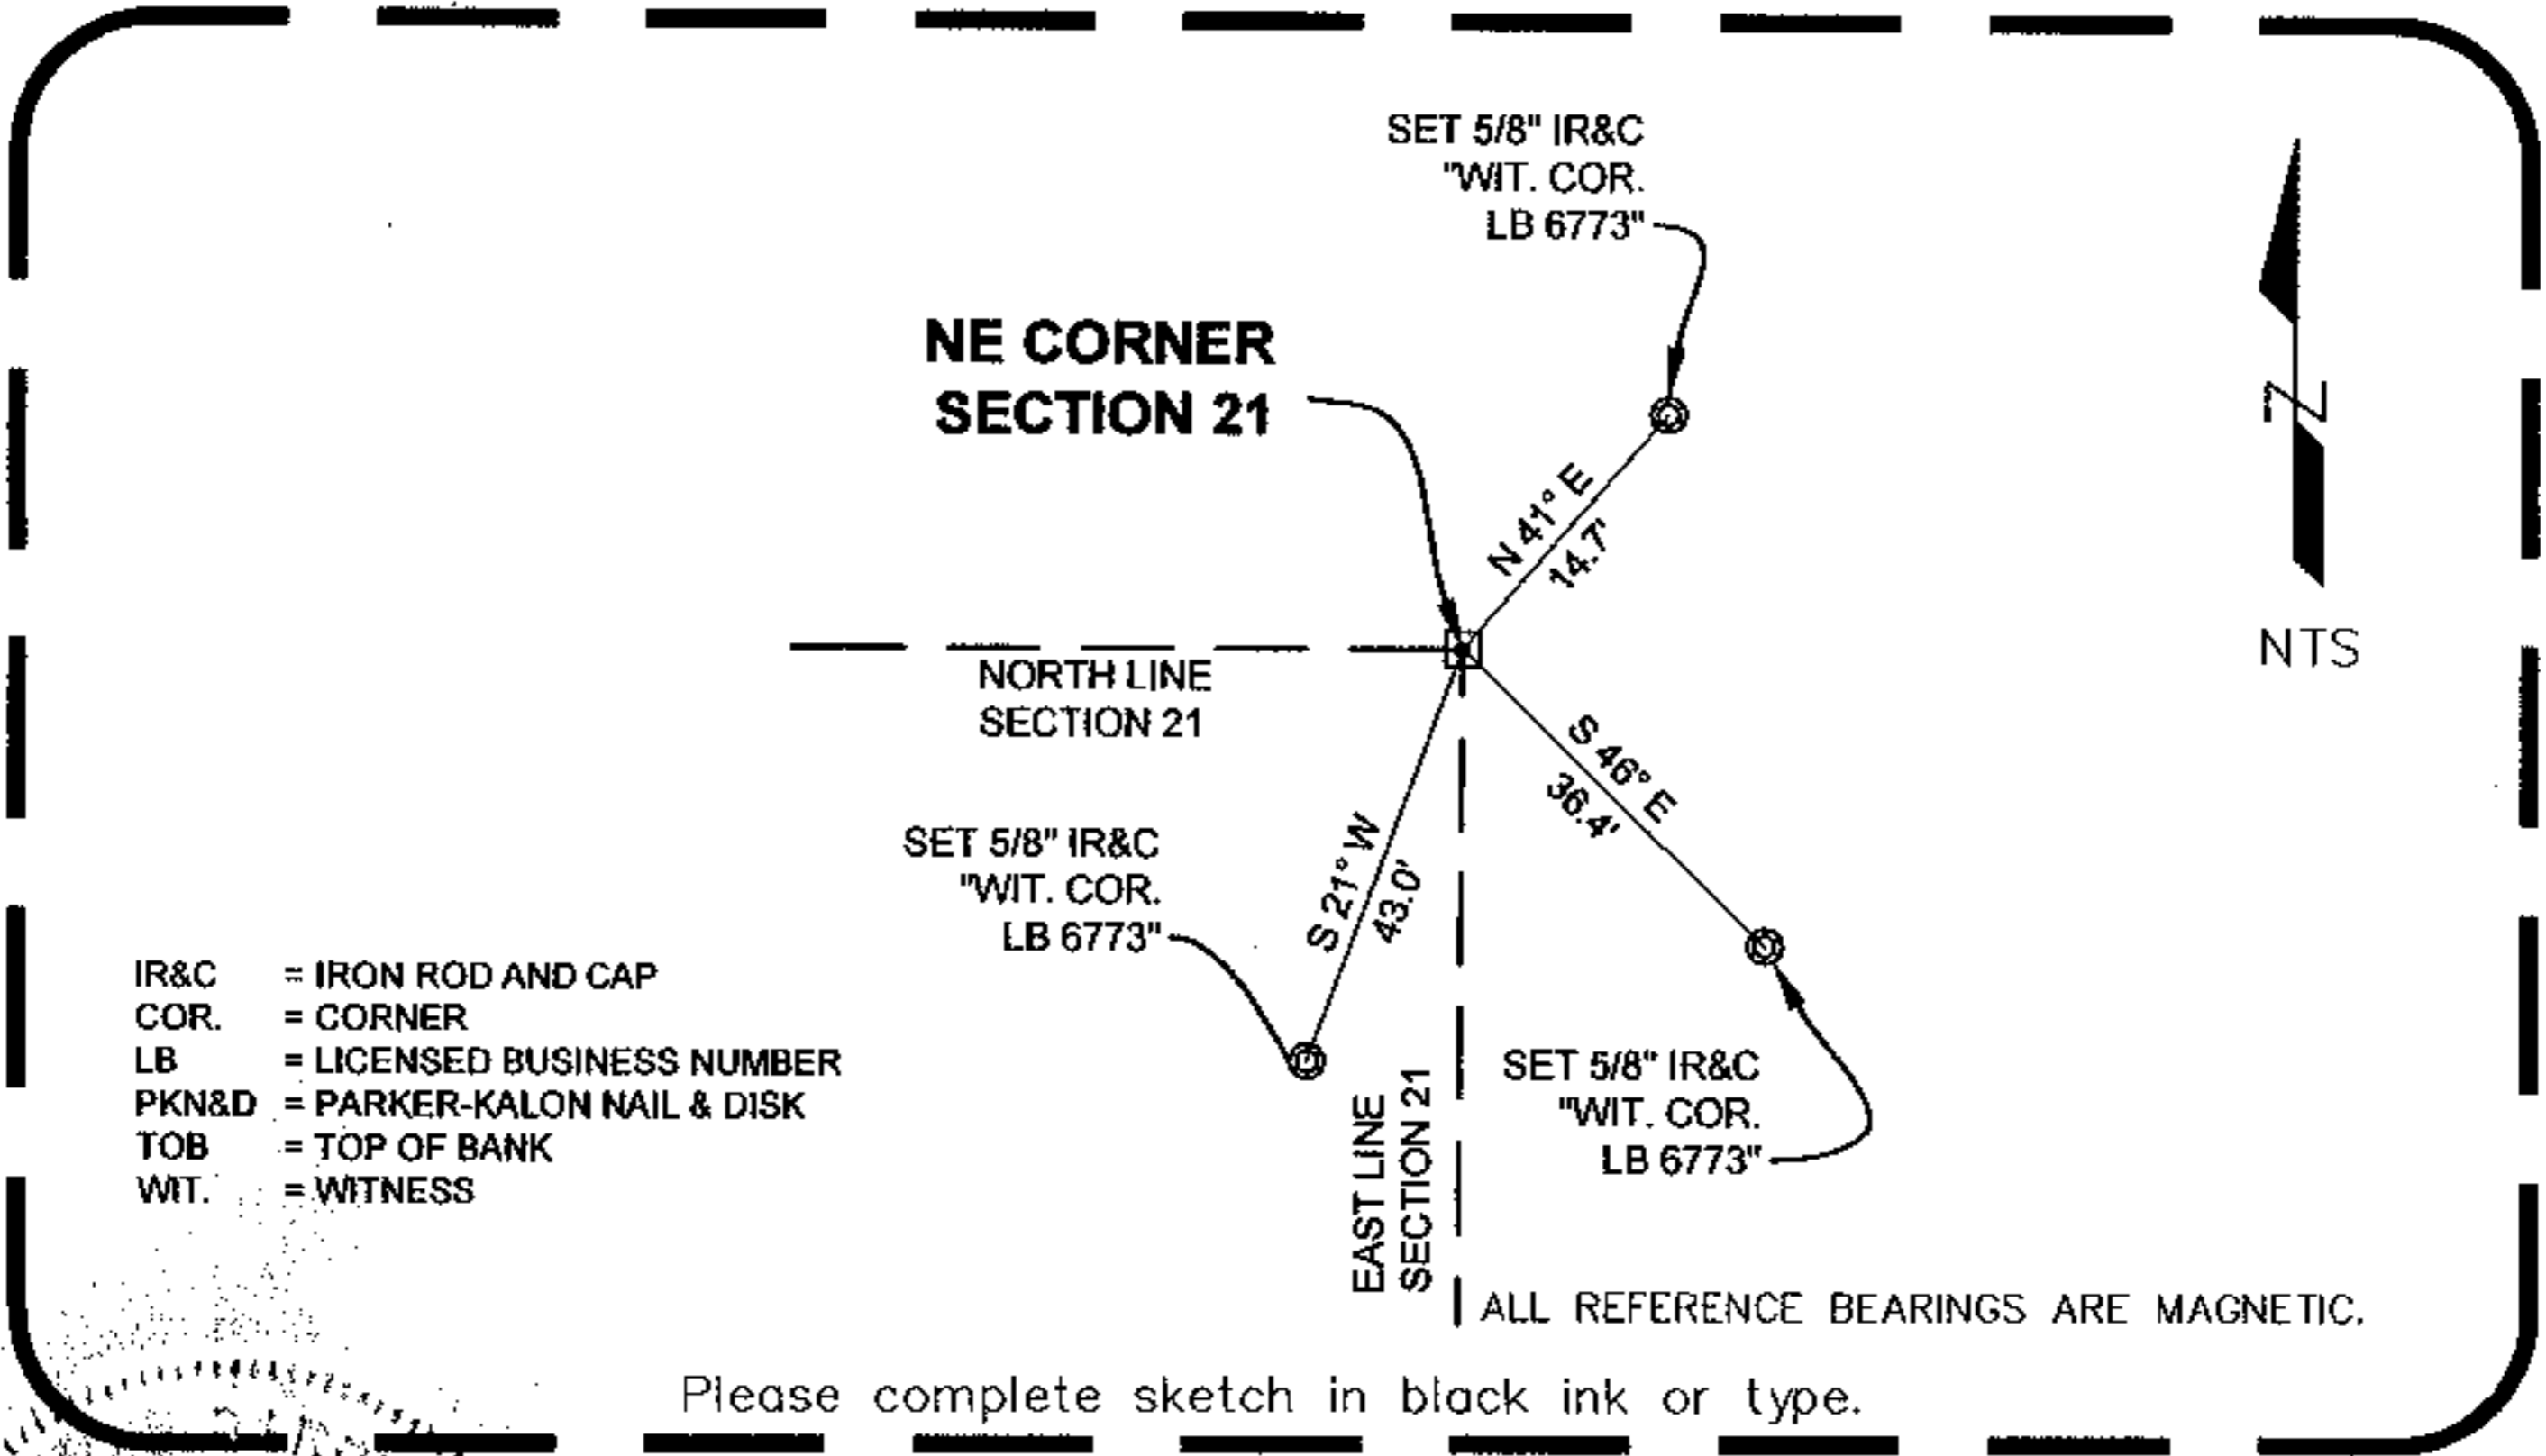 SET 5/8" IR&C
"WIT. COR.
LB 6773"
NE CORNER
SECTION 21
N 41° E
14.7'
Z
NTS
NORTH LINE
SECTION 21
S 46° E
36.4'
S 21° W
43.0'
SET 5/8" IR&C
"WIT. COR.
LB 6773"
IR&C = IRON ROD AND CAP
COR. = CORNER
LB = LICENSED BUSINESS NUMBER
PKN&D = PARKER-KALON NAIL & DISK
TOB = TOP OF BANK
WIT. = WITNESS
EAST LINE
SECTION 21
SET 5/8" IR&C
"WIT. COR.
LB 6773"
ALL REFERENCE BEARINGS ARE MAGNETIC.
Please complete sketch in black ink or type.